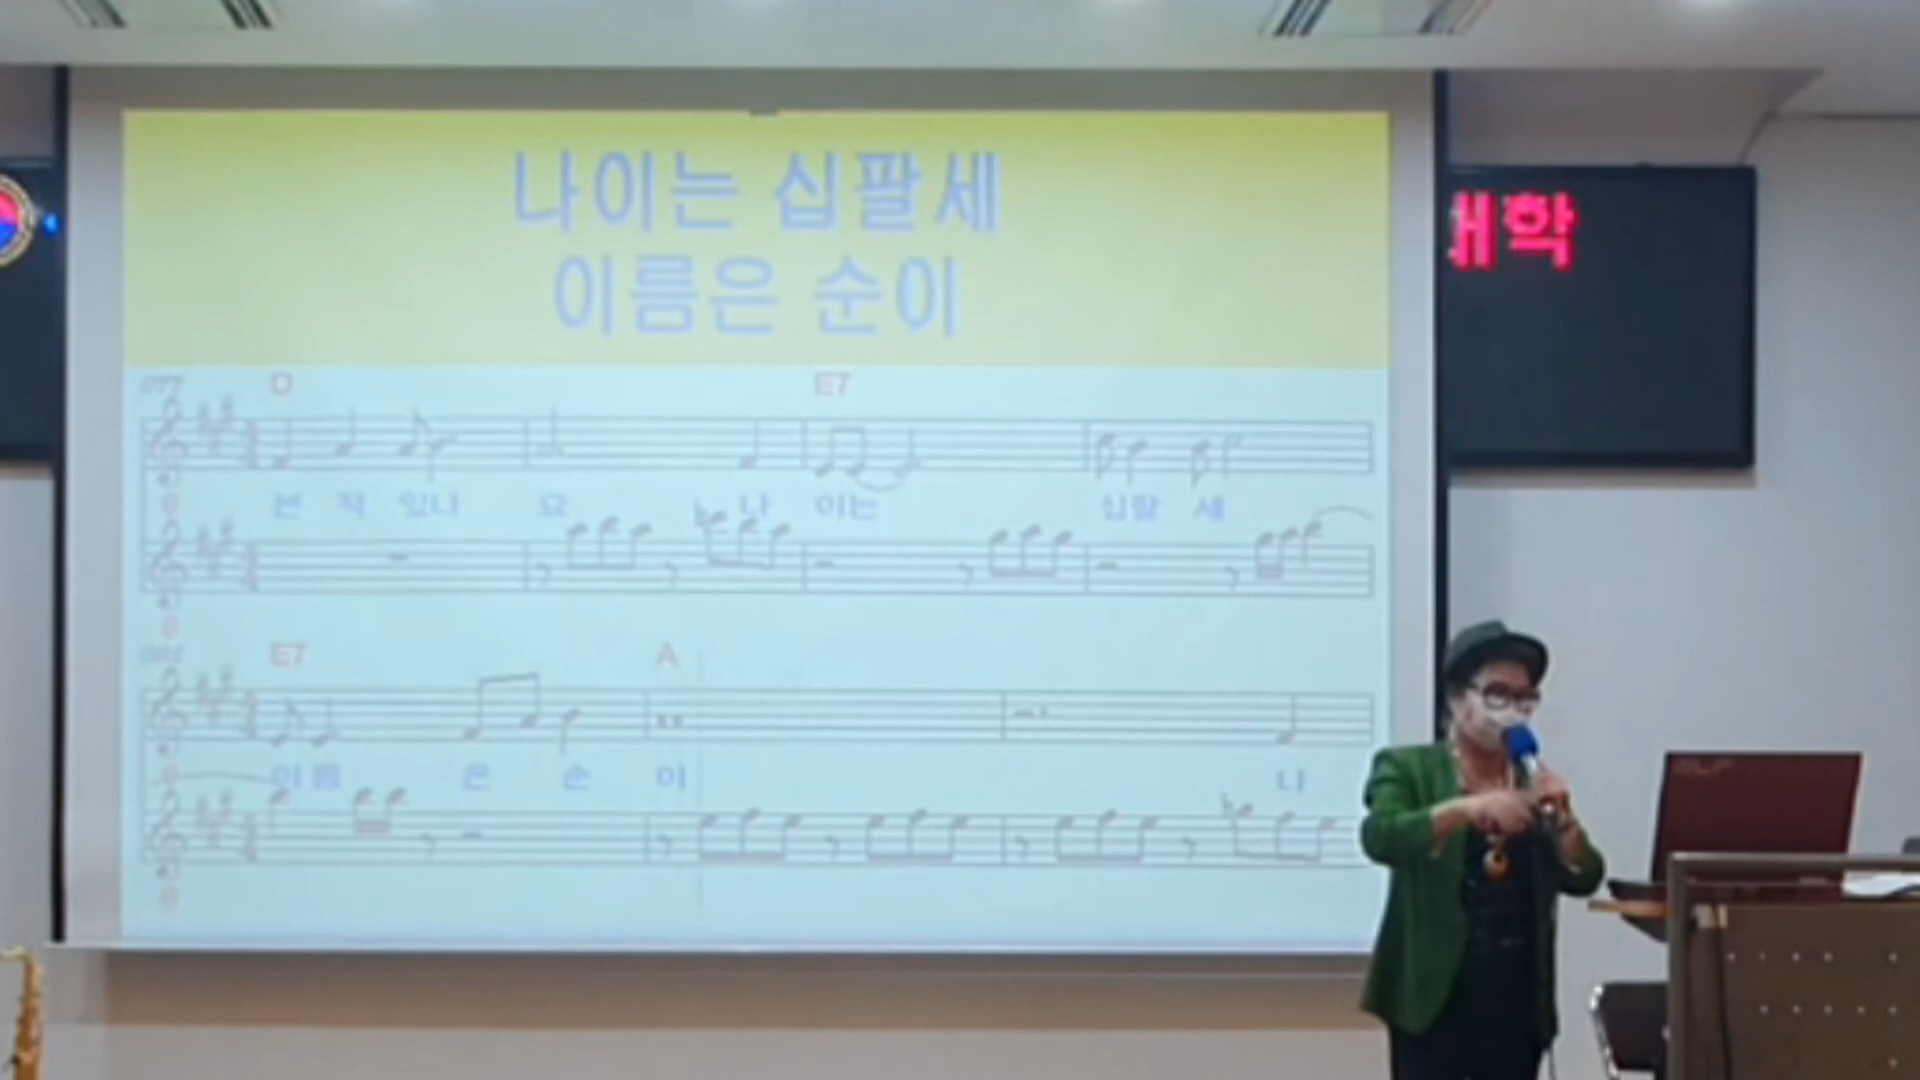 나이는 십팔세
이름은 순이
대학
D E7
본 적 있나 요 나 이는 십팔 세
E7 A
이 름 은 순 이 나